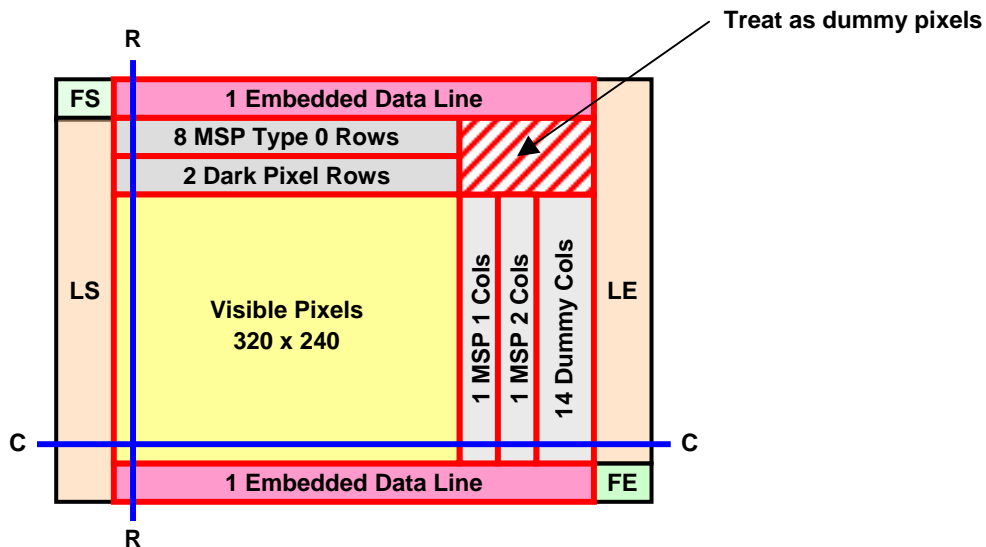 Treat as dummy pixels
R
FS
1 Embedded Data Line
8 MSP Type 0 Rows
2 Dark Pixel Rows
LS
Visible Pixels
320 x 240
1 MSP 1 Cols
1 MSP 2 Cols
14 Dummy Cols
LE
C
C
1 Embedded Data Line
FE
R